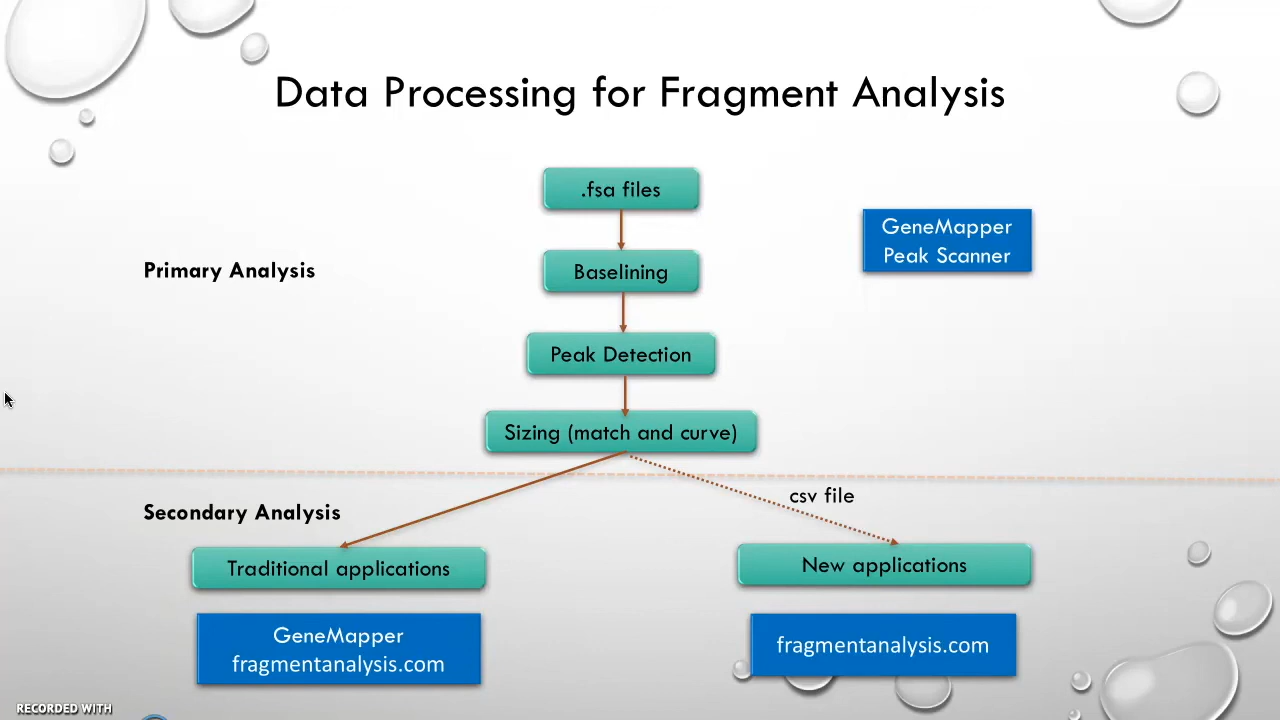 Data Processing for Fragment Analysis
.fsa files
GeneMapper
Peak Scanner
Primary Analysis
Baselining
Peak Detection
Sizing (match and curve)
csv file
Secondary Analysis
Traditional applications
New applications
GeneMapper
fragmentanalysis.com
fragmentanalysis.com
RECORDED WITH